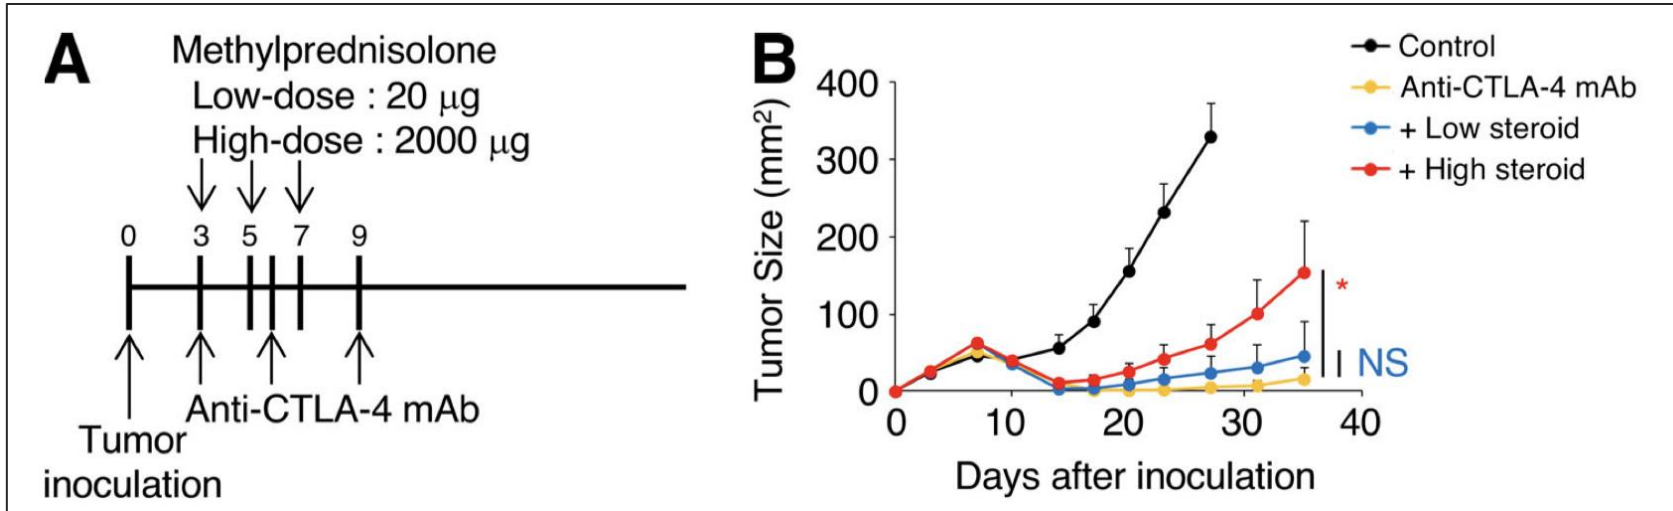 A
Methylprednisolone
Low-dose : 20 μg
High-dose : 2000 μg
0 3 5 7 9
Anti-CTLA-4 mAb
Tumor
inoculation
B
Control
Anti-CTLA-4 mAb
+ Low steroid
+ High steroid
Tumor Size (mm²)
400
300
200
100
0
*
NS
0 10 20 30 40
Days after inoculation